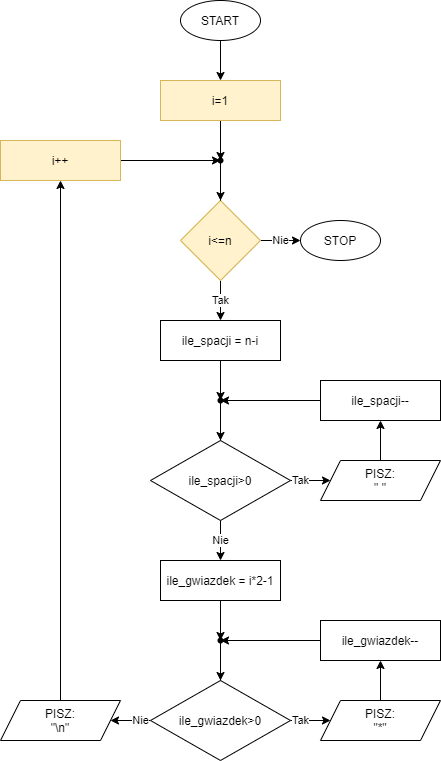 START
i=1
i++
i<=n
Nie
STOP
Tak
ile_spacji = n-i
ile_spacji--
ile_spacji>0
Tak
PISZ:
" "
Nie
ile_gwiazdek = i*2-1
ile_gwiazdek--
PISZ:
"\n"
Nie
ile_gwiazdek>0
Tak
PISZ:
"*"